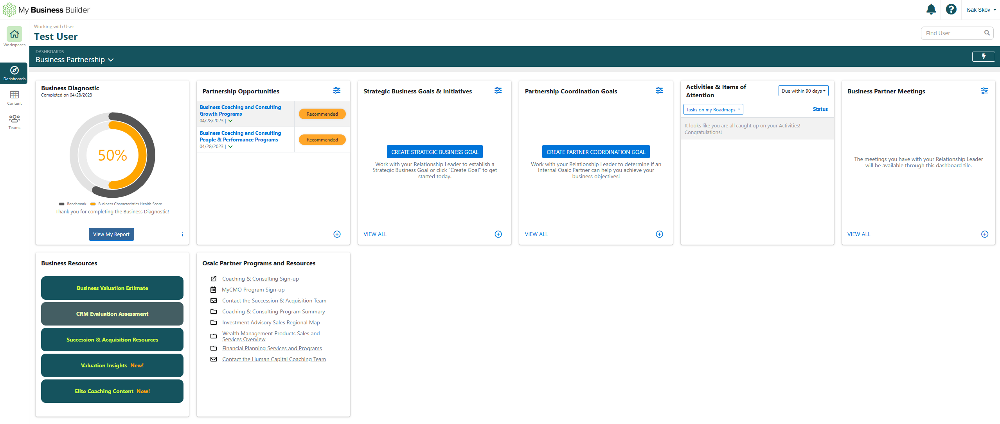 My Business Builder
Isak Skov
Working with User
Test User
Find User
Workspaces
DASHBOARDS
Business Partnership
Dashboards
Content
Teams
Business Diagnostic
Completed on 04/28/2023
50%
Benchmark
Business Characteristics Health Score
Thank you for completing the Business Diagnostic!
View My Report
Partnership Opportunities
Business Coaching and Consulting
Growth Programs
04/28/2023 |
Recommended
Business Coaching and Consulting
People & Performance Programs
04/28/2023 |
Recommended
Strategic Business Goals & Initiatives
CREATE STRATEGIC BUSINESS GOAL
Work with your Relationship Leader to establish a
Strategic Business Goal or click "Create Goal" to get
started today.
VIEW ALL
Partnership Coordination Goals
CREATE PARTNER COORDINATION GOAL
Work with your Relationship Leader to determine if an
Internal Osaic Partner can help you achieve your
business objectives!
VIEW ALL
Activities & Items of
Attention
Due within 90 days
Tasks on my Roadmaps
Status
It looks like you are all caught up on your Activities!
Congratulations!
Business Partner Meetings
The meetings you have with your Relationship Leader
will be available through this dashboard tile.
VIEW ALL
Business Resources
Business Valuation Estimate
CRM Evaluation Assessment
Succession & Acquisition Resources
Valuation Insights New!
Elite Coaching Content New!
Osaic Partner Programs and Resources
Coaching & Consulting Sign-up
MyCMO Program Sign-up
Contact the Succession & Acquisition Team
Coaching & Consulting Program Summary
Investment Advisory Sales Regional Map
Wealth Management Products Sales and
Services Overview
Financial Planning Services and Programs
Contact the Human Capital Coaching Team